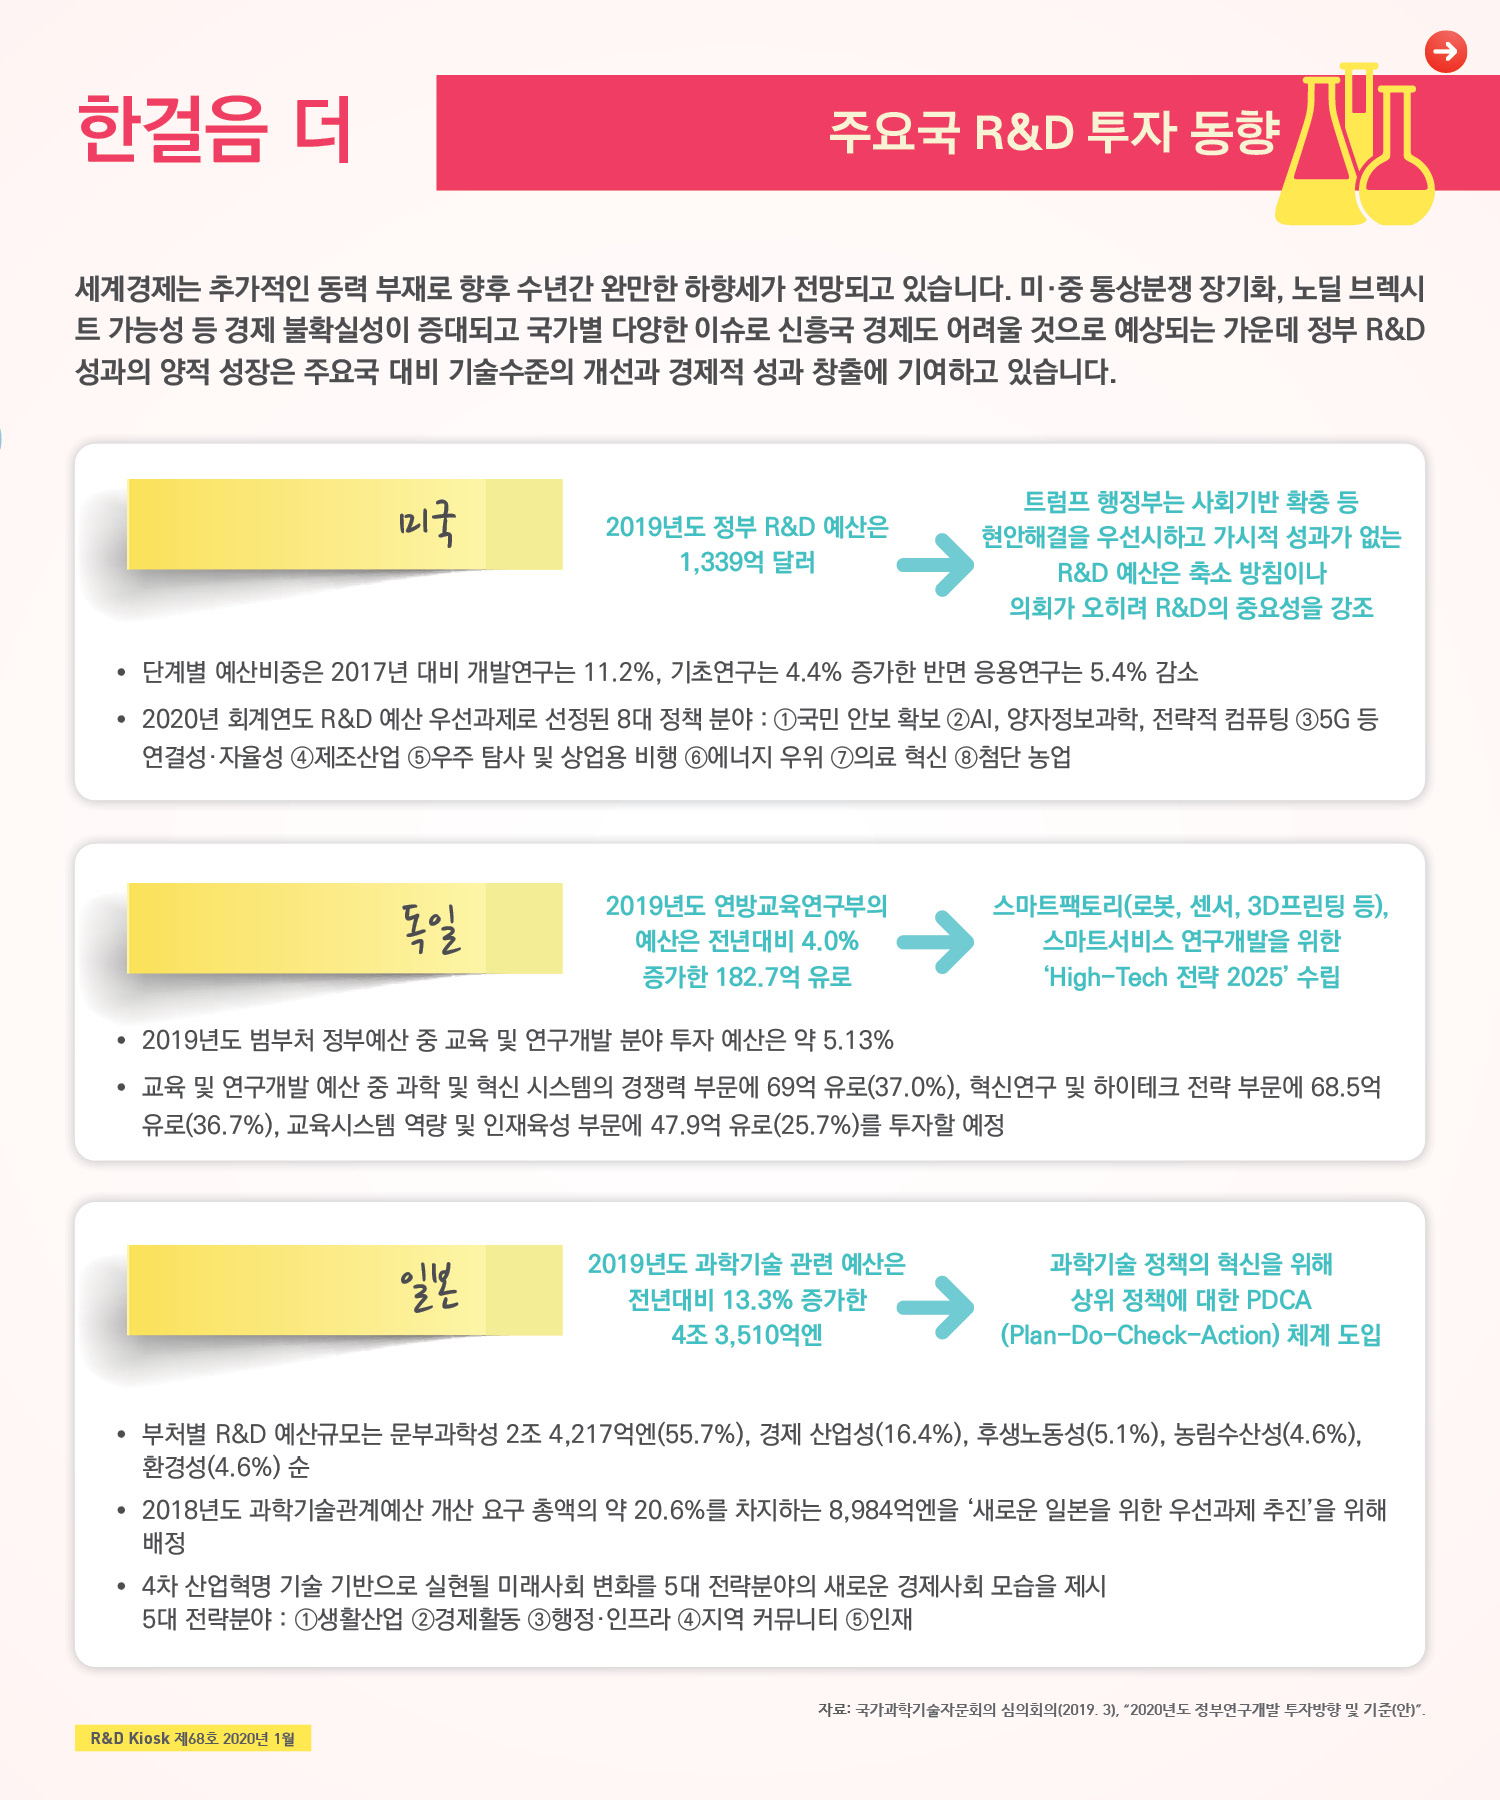 한걸음 더
주요국 R&D 투자 동향
세계경제는 추가적인 동력 부재로 향후 수년간 완만한 하향세가 전망되고 있습니다. 미·중 통상분쟁 장기화, 노딜 브렉시
트 가능성 등 경제 불확실성이 증대되고 국가별 다양한 이슈로 신흥국 경제도 어려울 것으로 예상되는 가운데 정부 R&D
성과의 양적 성장은 주요국 대비 기술수준의 개선과 경제적 성과 창출에 기여하고 있습니다.
미국
2019년도 정부 R&D 예산은
1,339억 달러
트럼프 행정부는 사회기반 확충 등
현안해결을 우선시하고 가시적 성과가 없는
R&D 예산은 축소 방침이나
의회가 오히려 R&D의 중요성을 강조
• 단계별 예산비중은 2017년 대비 개발연구는 11.2%, 기초연구는 4.4% 증가한 반면 응용연구는 5.4% 감소
• 2020년 회계연도 R&D 예산 우선과제로 선정된 8대 정책 분야 : ①국민 안보 확보 ②AI, 양자정보과학, 전략적 컴퓨팅 ③5G 등
연결성·자율성 ④제조산업 ⑤우주 탐사 및 상업용 비행 ⑥에너지 우위 ⑦의료 혁신 ⑧첨단 농업
독일
2019년도 연방교육연구부의
예산은 전년대비 4.0%
증가한 182.7억 유로
스마트팩토리(로봇, 센서, 3D프린팅 등),
스마트서비스 연구개발을 위한
‘High-Tech 전략 2025’ 수립
• 2019년도 범부처 정부예산 중 교육 및 연구개발 분야 투자 예산은 약 5.13%
• 교육 및 연구개발 예산 중 과학 및 혁신 시스템의 경쟁력 부문에 69억 유로(37.0%), 혁신연구 및 하이테크 전략 부문에 68.5억
유로(36.7%), 교육시스템 역량 및 인재육성 부문에 47.9억 유로(25.7%)를 투자할 예정
일본
2019년도 과학기술 관련 예산은
전년대비 13.3% 증가한
4조 3,510억엔
과학기술 정책의 혁신을 위해
상위 정책에 대한 PDCA
(Plan-Do-Check-Action) 체계 도입
• 부처별 R&D 예산규모는 문부과학성 2조 4,217억엔(55.7%), 경제 산업성(16.4%), 후생노동성(5.1%), 농림수산성(4.6%),
환경성(4.6%) 순
• 2018년도 과학기술관계예산 개산 요구 총액의 약 20.6%를 차지하는 8,984억엔을 ‘새로운 일본을 위한 우선과제 추진’을 위해
배정
• 4차 산업혁명 기술 기반으로 실현될 미래사회 변화를 5대 전략분야의 새로운 경제사회 모습을 제시
5대 전략분야 : ①생활산업 ②경제활동 ③행정·인프라 ④지역 커뮤니티 ⑤인재
자료: 국가과학기술자문회의 심의회의(2019. 3), “2020년도 정부연구개발 투자방향 및 기준(안)”.
R&D Kiosk 제68호 2020년 1월